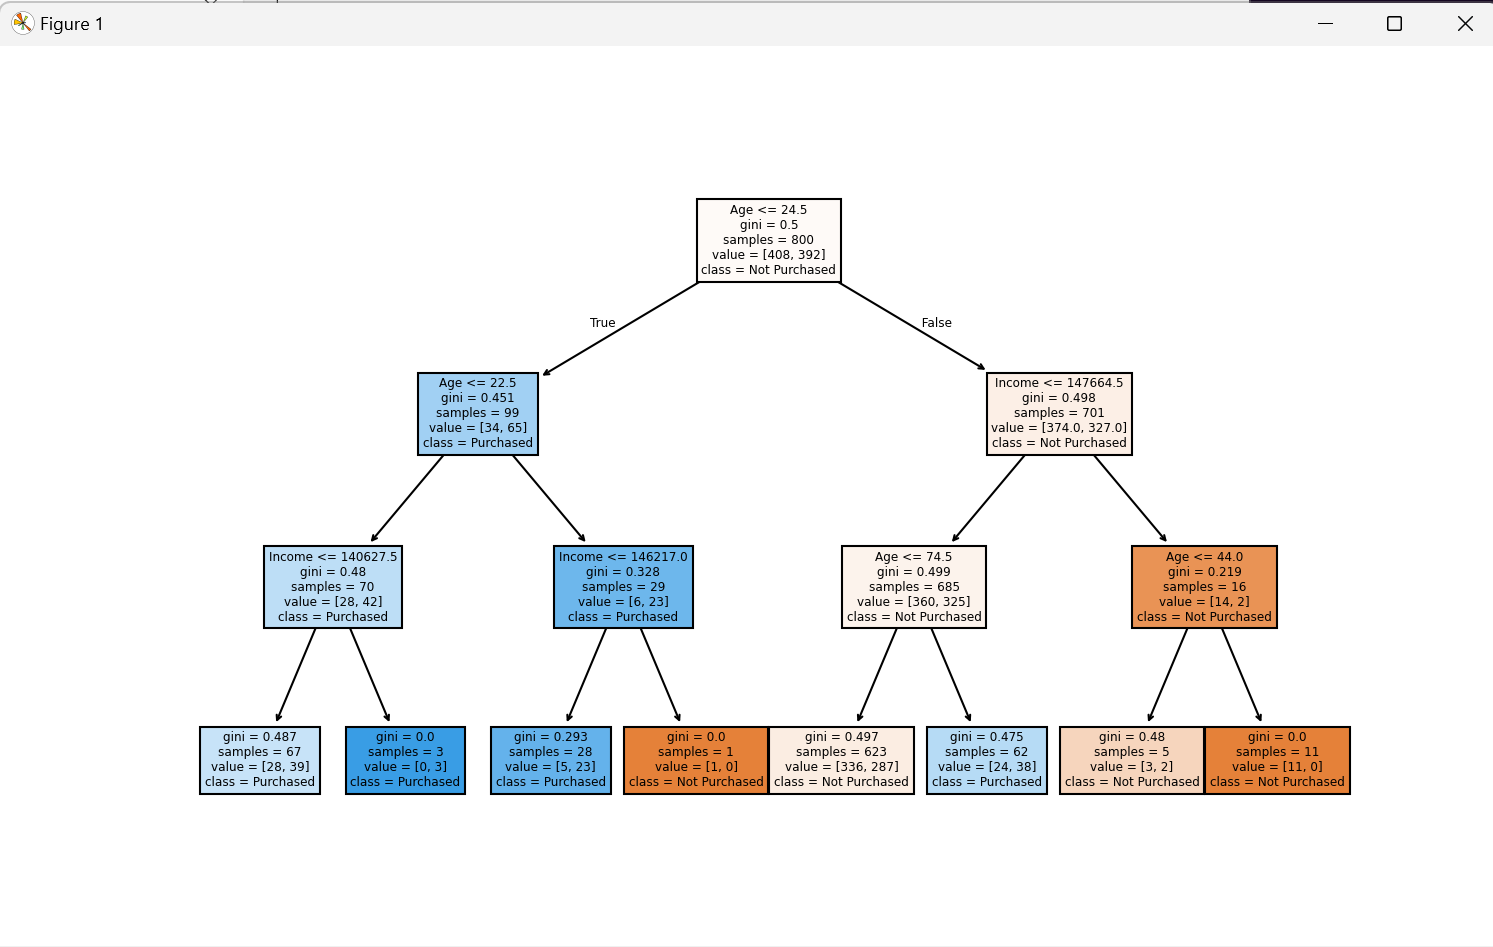 Figure 1
Age <= 24.5
gini = 0.5
samples = 800
value = [408, 392]
class = Not Purchased
True
False
Age <= 22.5
gini = 0.451
samples = 99
value = [34, 65]
class = Purchased
Income <= 147664.5
gini = 0.498
samples = 701
value = [374.0, 327.0]
class = Not Purchased
Income <= 140627.5
gini = 0.48
samples = 70
value = [28, 42]
class = Purchased
Income <= 146217.0
gini = 0.328
samples = 29
value = [6, 23]
class = Purchased
Age <= 74.5
gini = 0.499
samples = 685
value = [360, 325]
class = Not Purchased
Age <= 44.0
gini = 0.219
samples = 16
value = [14, 2]
class = Not Purchased
gini = 0.487
samples = 67
value = [28, 39]
class = Purchased
gini = 0.0
samples = 3
value = [0, 3]
class = Purchased
gini = 0.293
samples = 28
value = [5, 23]
class = Purchased
gini = 0.0
samples = 1
value = [1, 0]
class = Not Purchased
gini = 0.497
samples = 623
value = [336, 287]
class = Not Purchased
gini = 0.475
samples = 62
value = [24, 38]
class = Purchased
gini = 0.48
samples = 5
value = [3, 2]
class = Not Purchased
gini = 0.0
samples = 11
value = [11, 0]
class = Not Purchased